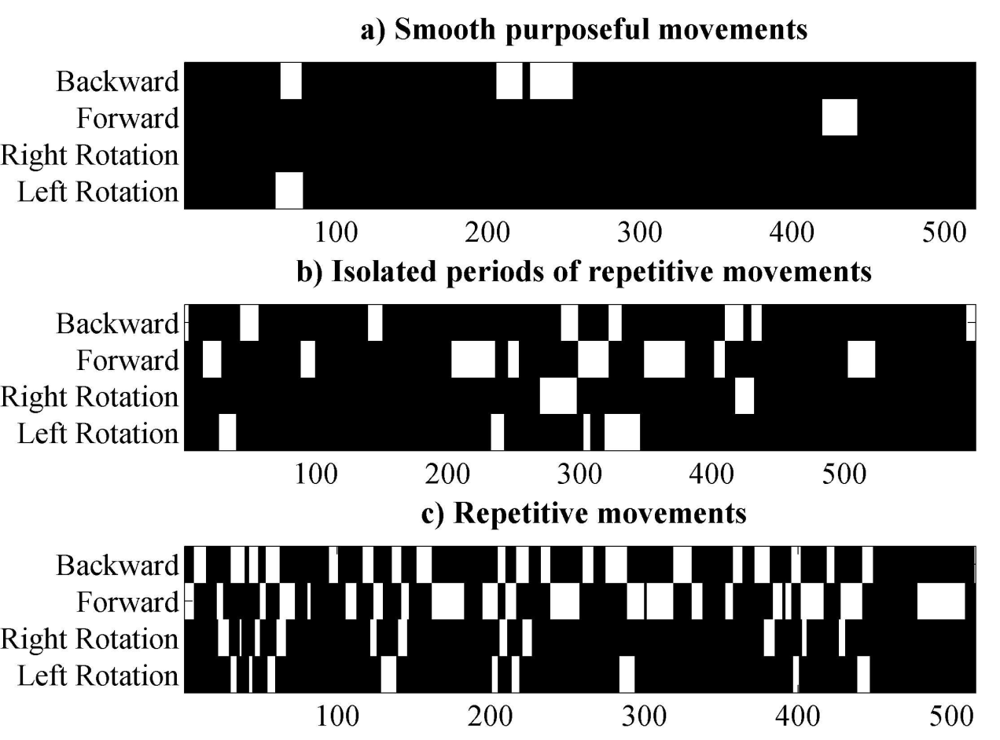 a) Smooth purposeful movements
Backward
Forward
Right Rotation
Left Rotation
100 200 300 400 500
b) Isolated periods of repetitive movements
Backward
Forward
Right Rotation
Left Rotation
100 200 300 400 500
c) Repetitive movements
Backward
Forward
Right Rotation
Left Rotation
100 200 300 400 500